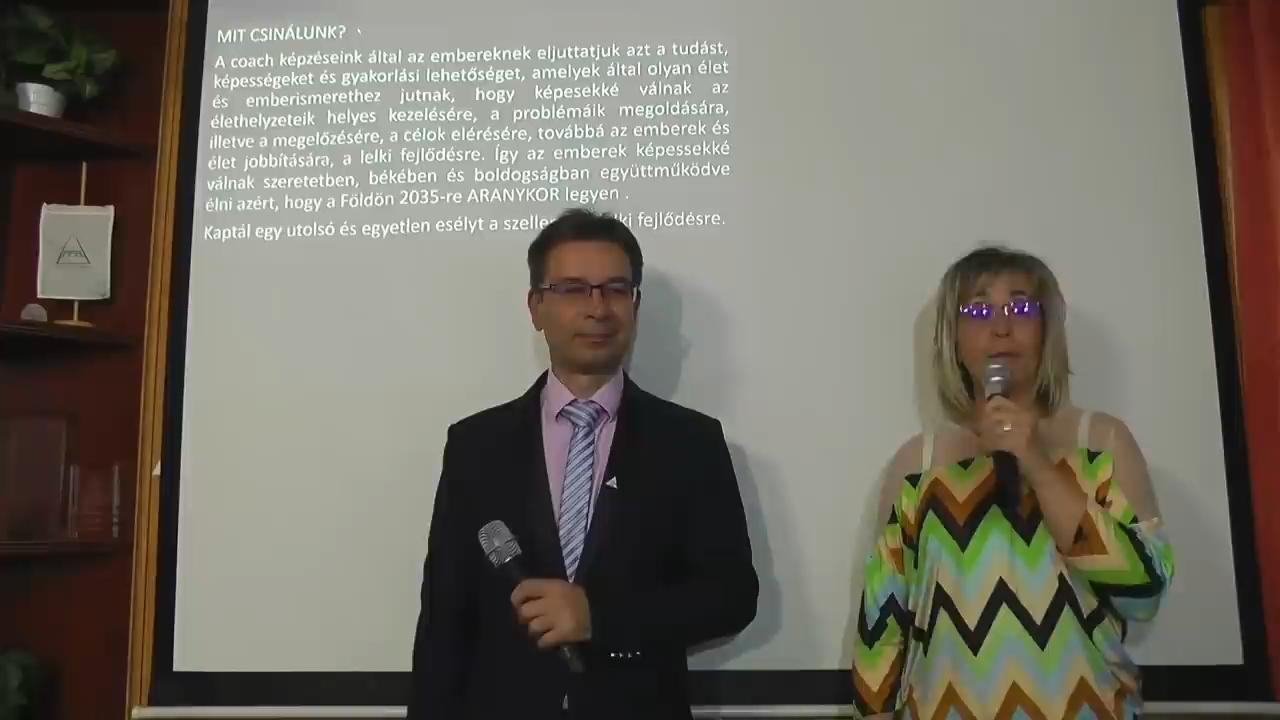 MIT CSINÁLUNK?
A coach képzéseink által az embereknek eljuttatjuk azt a tudást,
képességeket és gyakorlási lehetőséget, amelyek által olyan élet
és emberismerethez jutnak, hogy képesekké válnak az
élethelyzeteik helyes kezelésére, a problémáik megoldására,
illetve a megelőzésére, a célok elérésére, továbbá az emberek és
élet jobbítására, a lelki fejlődésre. Így az emberek képessekké
válnak szeretetben, békében és boldogságban együttműködve
élni azért, hogy a Földön 2035-re ARANYKOR legyen .
Kaptál egy utolsó és egyetlen esélyt a fejlődésre.